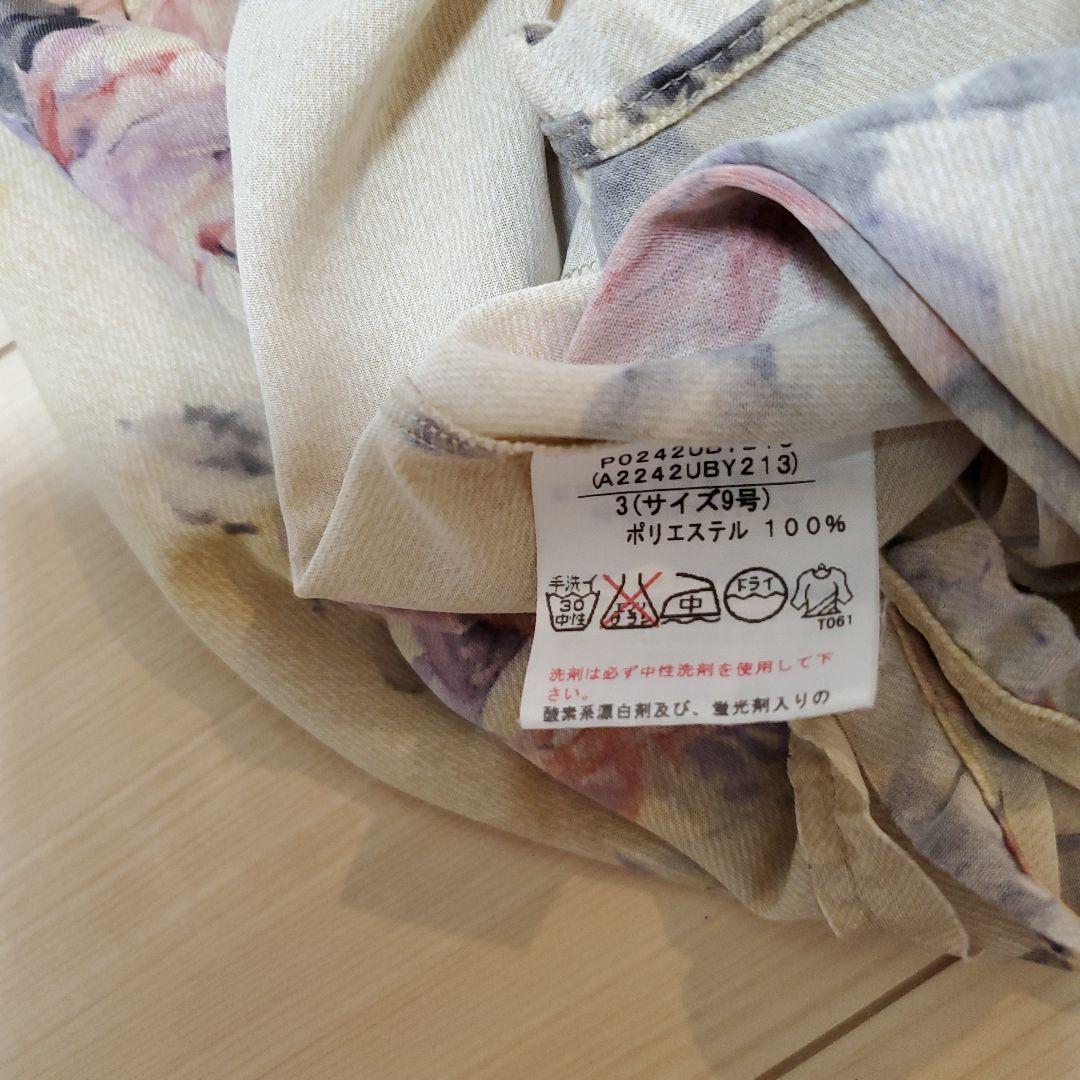 (A2242UBY213)
3(サイズ9号)
ポリエステル 100%
手洗イ
30
中性
中
ドライ
T061
洗剤は必ず中性洗剤を使用して下
さい。
酸素系漂白剤及び、蛍光剤入りの